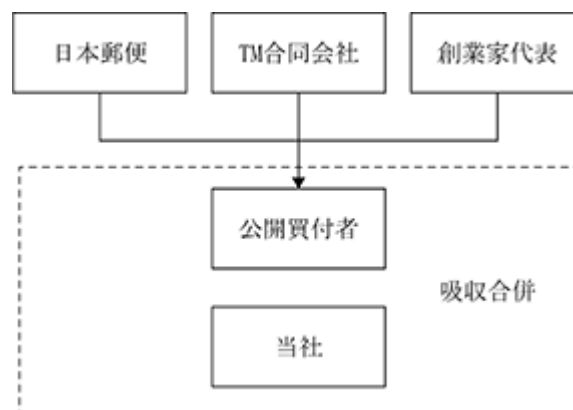 日本郵便
TM合同会社
創業家代表
公開買付者
吸収合併
当社